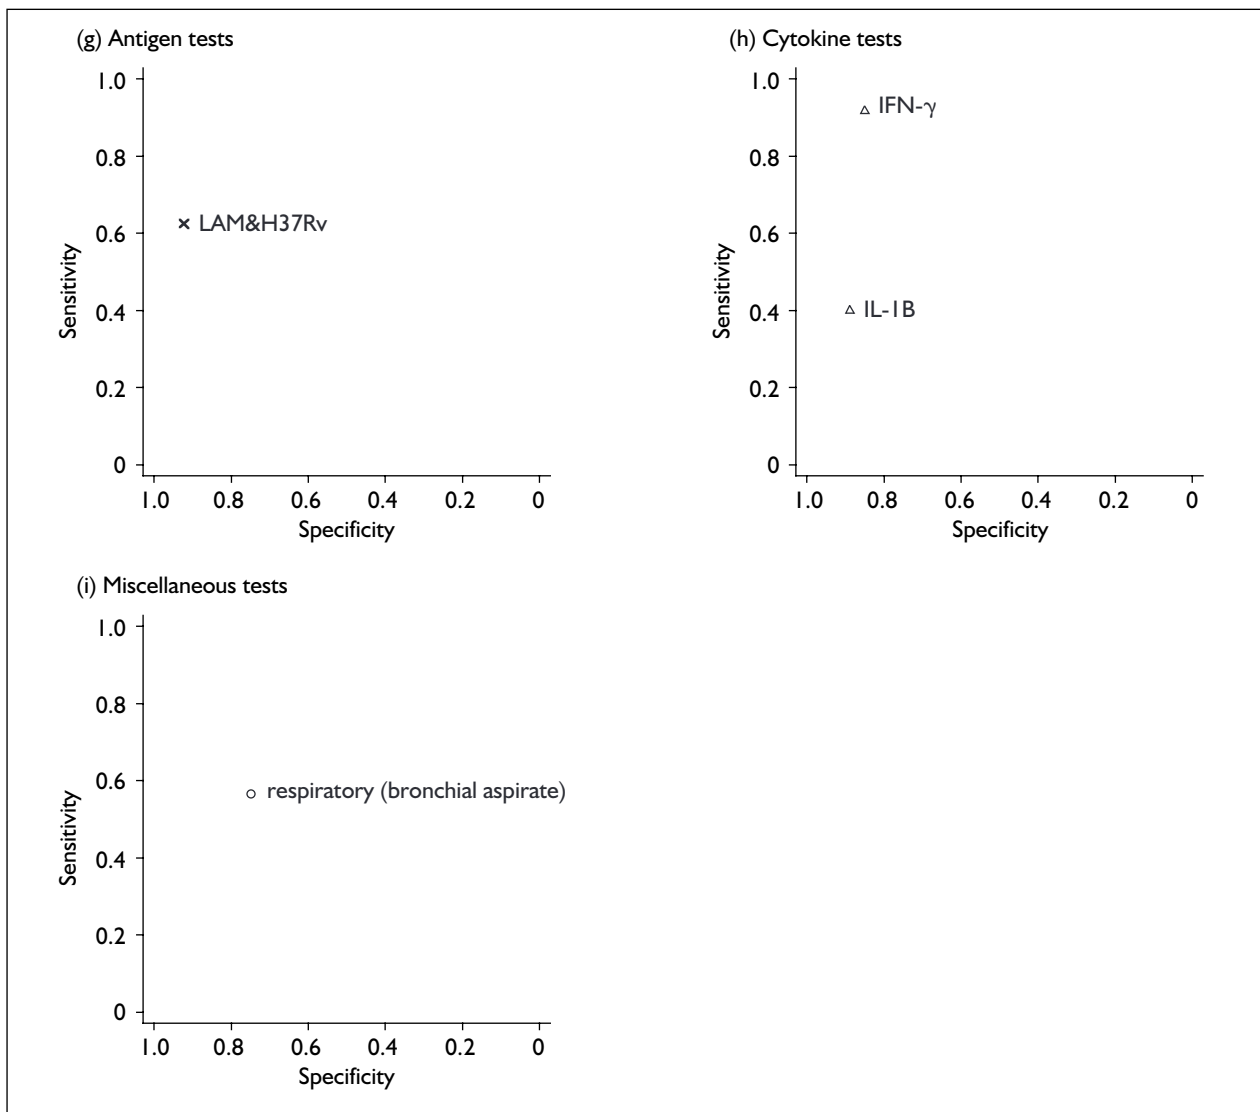 (g) Antigen tests
1.0
0.8
0.6
0.4
0.2
0
Sensitivity
LAM&H37Rv
1.0 0.8 0.6 0.4 0.2 0
Specificity
(h) Cytokine tests
1.0
0.8
0.6
0.4
0.2
0
Sensitivity
IFN-γ
IL-1B
1.0 0.8 0.6 0.4 0.2 0
Specificity
(i) Miscellaneous tests
1.0
0.8
0.6
0.4
0.2
0
Sensitivity
respiratory (bronchial aspirate)
1.0 0.8 0.6 0.4 0.2 0
Specificity